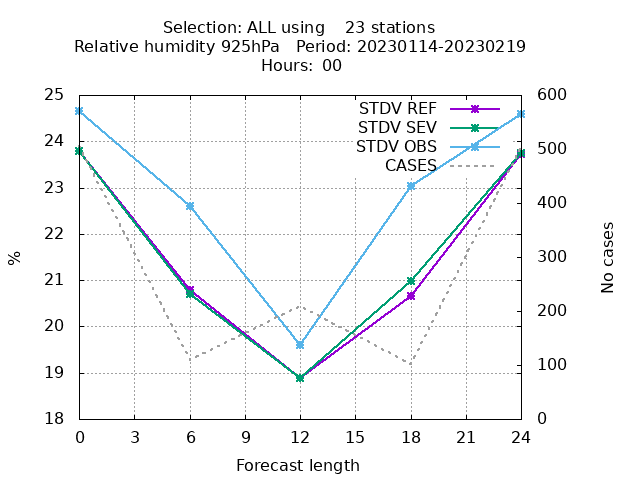 Selection: ALL using 23 stations
Relative humidity 925hPa Period: 20230114-20230219
Hours: 00
25 600
STDV REF
STDV SEV
24 500
STDV OBS
CASES
23
400
22
300
% No cases
21
200
20
100
19
18 0
0 3 6 9 12 15 18 21 24
Forecast length